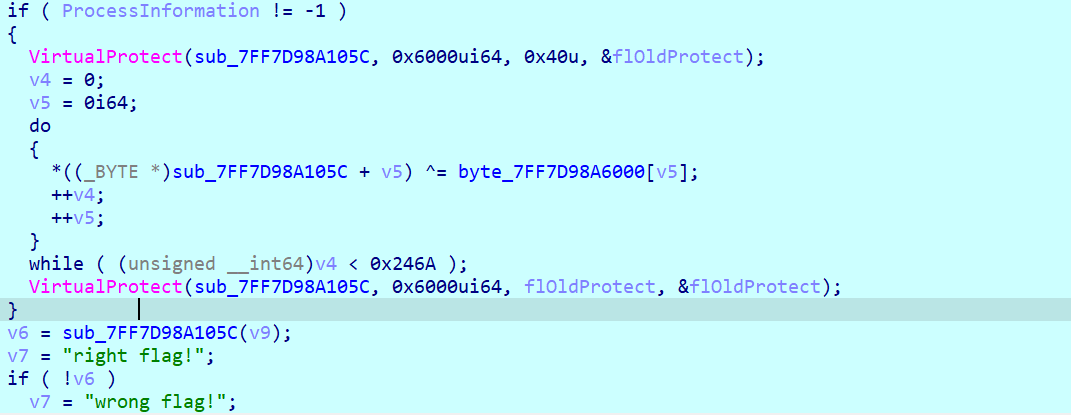 if ( ProcessInformation != -1 )
{
VirtualProtect(sub_7FF7D98A105C, 0x6000ui64, 0x40u, &flOldProtect);
v4 = 0;
v5 = 0i64;
do
{
*((_BYTE *)sub_7FF7D98A105C + v5) ^= byte_7FF7D98A6000[v5];
++v4;
++v5;
}
while ( (unsigned __int64)v4 < 0x246A );
VirtualProtect(sub_7FF7D98A105C, 0x6000ui64, flOldProtect, &flOldProtect);
}
v6 = sub_7FF7D98A105C(v9);
v7 = "right flag!";
if ( !v6 )
v7 = "wrong flag!";